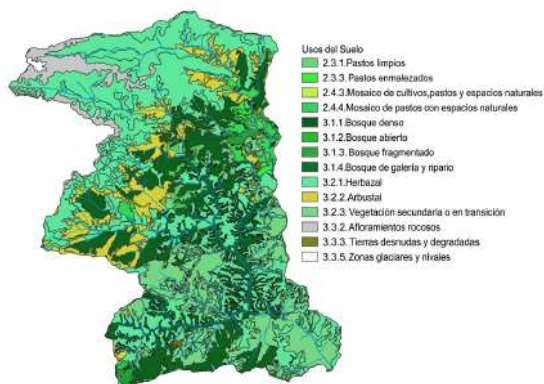 Usos del Suelo
2.3.1.Pastos limpios
2.3.3. Pastos enmalezados
2.4.3.Mosaico de cultivos,pastos y espacios naturales
2.4.4.Mosaico de pastos con espacios naturales
3.1.1.Bosque denso
3.1.2.Bosque abierto
3.1.3. Bosque fragmentado
3.1.4.Bosque de galería y ripario
3.2.1.Herbazal
3.2.2.Arbustal
3.2.3. Vegetación secundaria o en transición
3.3.2.Afloramientos rocosos
3.3.3. Tierras desnudas y degradadas
3.3.5.Zonas glaciares y nivales